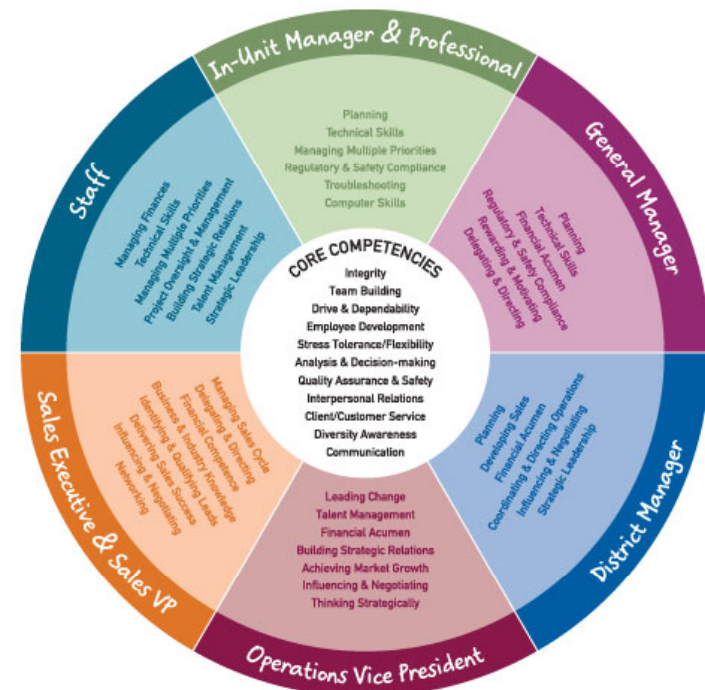 In-Unit Manager & Professional
Planning
Technical Skills
Managing Multiple Priorities
Regulatory & Safety Compliance
Troubleshooting
Computer Skills
General Manager
Planning
Technical Skills
Financial Acumen
Regulatory & Safety Compliance
Rewarding & Motivating
Delegating & Directing
District Manager
Planning
Developing Sales
Financial Acumen
Coordinating & Directing Operations
Influencing & Negotiating
Strategic Leadership
Operations Vice President
Leading Change
Talent Management
Financial Acumen
Building Strategic Relations
Achieving Market Growth
Influencing & Negotiating
Thinking Strategically
Sales Executive & Sales VP
Managing Sales Cycle
Delegating & Directing
Financial Competency
Business & Industry Knowledge
Identifying & Qualifying Leads
Delivering Sales Success
Influencing & Negotiating
Networking
Staff
Managing Finances
Technical Skills
Managing Multiple Priorities
Project Oversight & Management
Building Strategic Relations
Talent Management
Strategic Leadership
CORE COMPETENCIES
Integrity
Team Building
Drive & Dependability
Employee Development
Stress Tolerance/Flexibility
Analysis & Decision-making
Quality Assurance & Safety
Interpersonal Relations
Client/Customer Service
Diversity Awareness
Communication